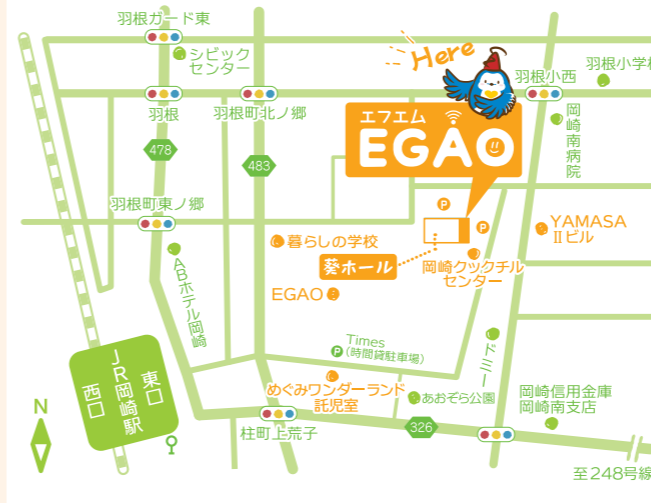 羽根ガード東
シビック
センター
Here
羽根小学校
羽根小西
羽根
羽根町北ノ郷
岡崎南病院
エフエム
EGAO
478
483
羽根町東ノ郷
P
P
YAMASA
Ⅱビル
暮らしの学校
葵ホール
岡崎クックチル
センター
ABホテル岡崎
EGAO
Times
P
(時間貸駐車場)
ドミー
東口
JR岡崎駅
西口
めぐみワンダーランド
託児室
あおぞら公園
岡崎信用金庫
岡崎南支店
N
柱町上荒子
326
至248号線